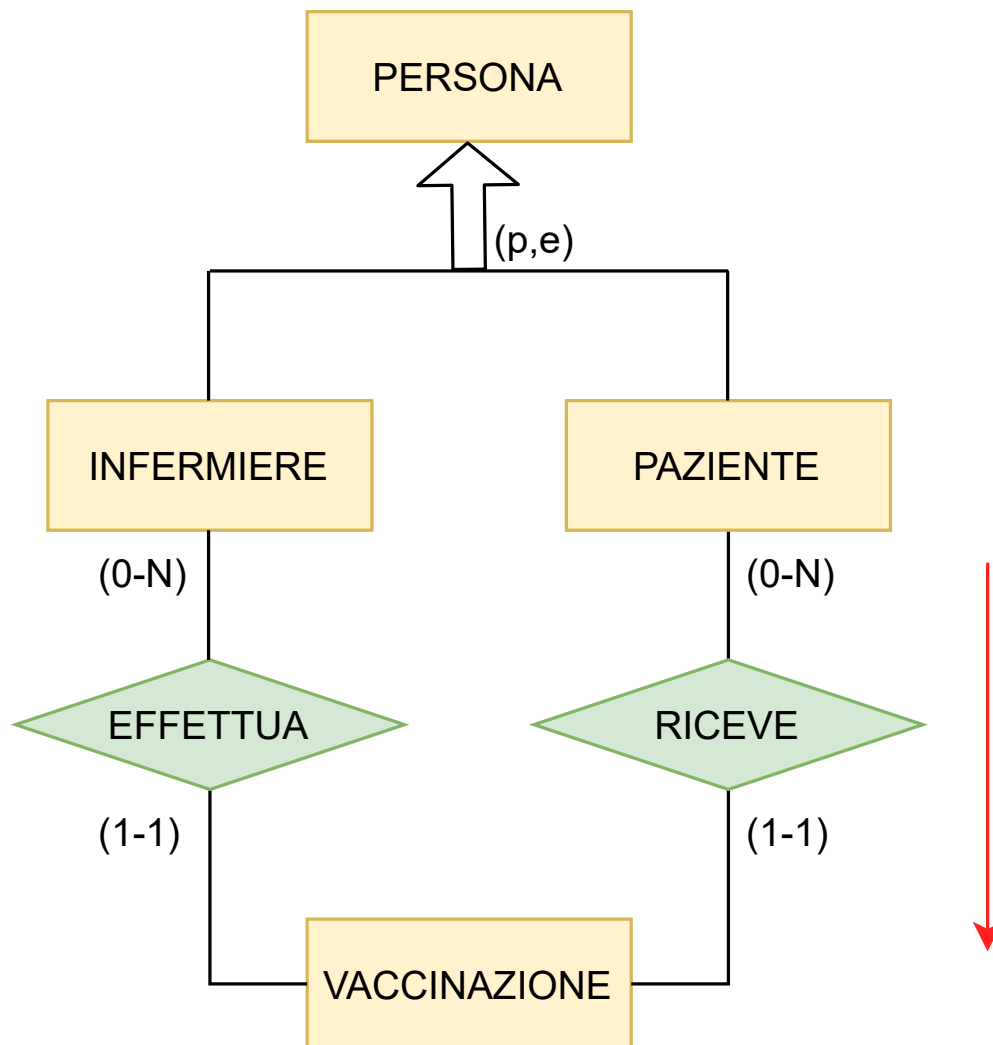 PERSONA
(p,e)
INFERMIERE
PAZIENTE
(0-N)
(0-N)
EFFETTUA
RICEVE
(1-1)
(1-1)
VACCINAZIONE